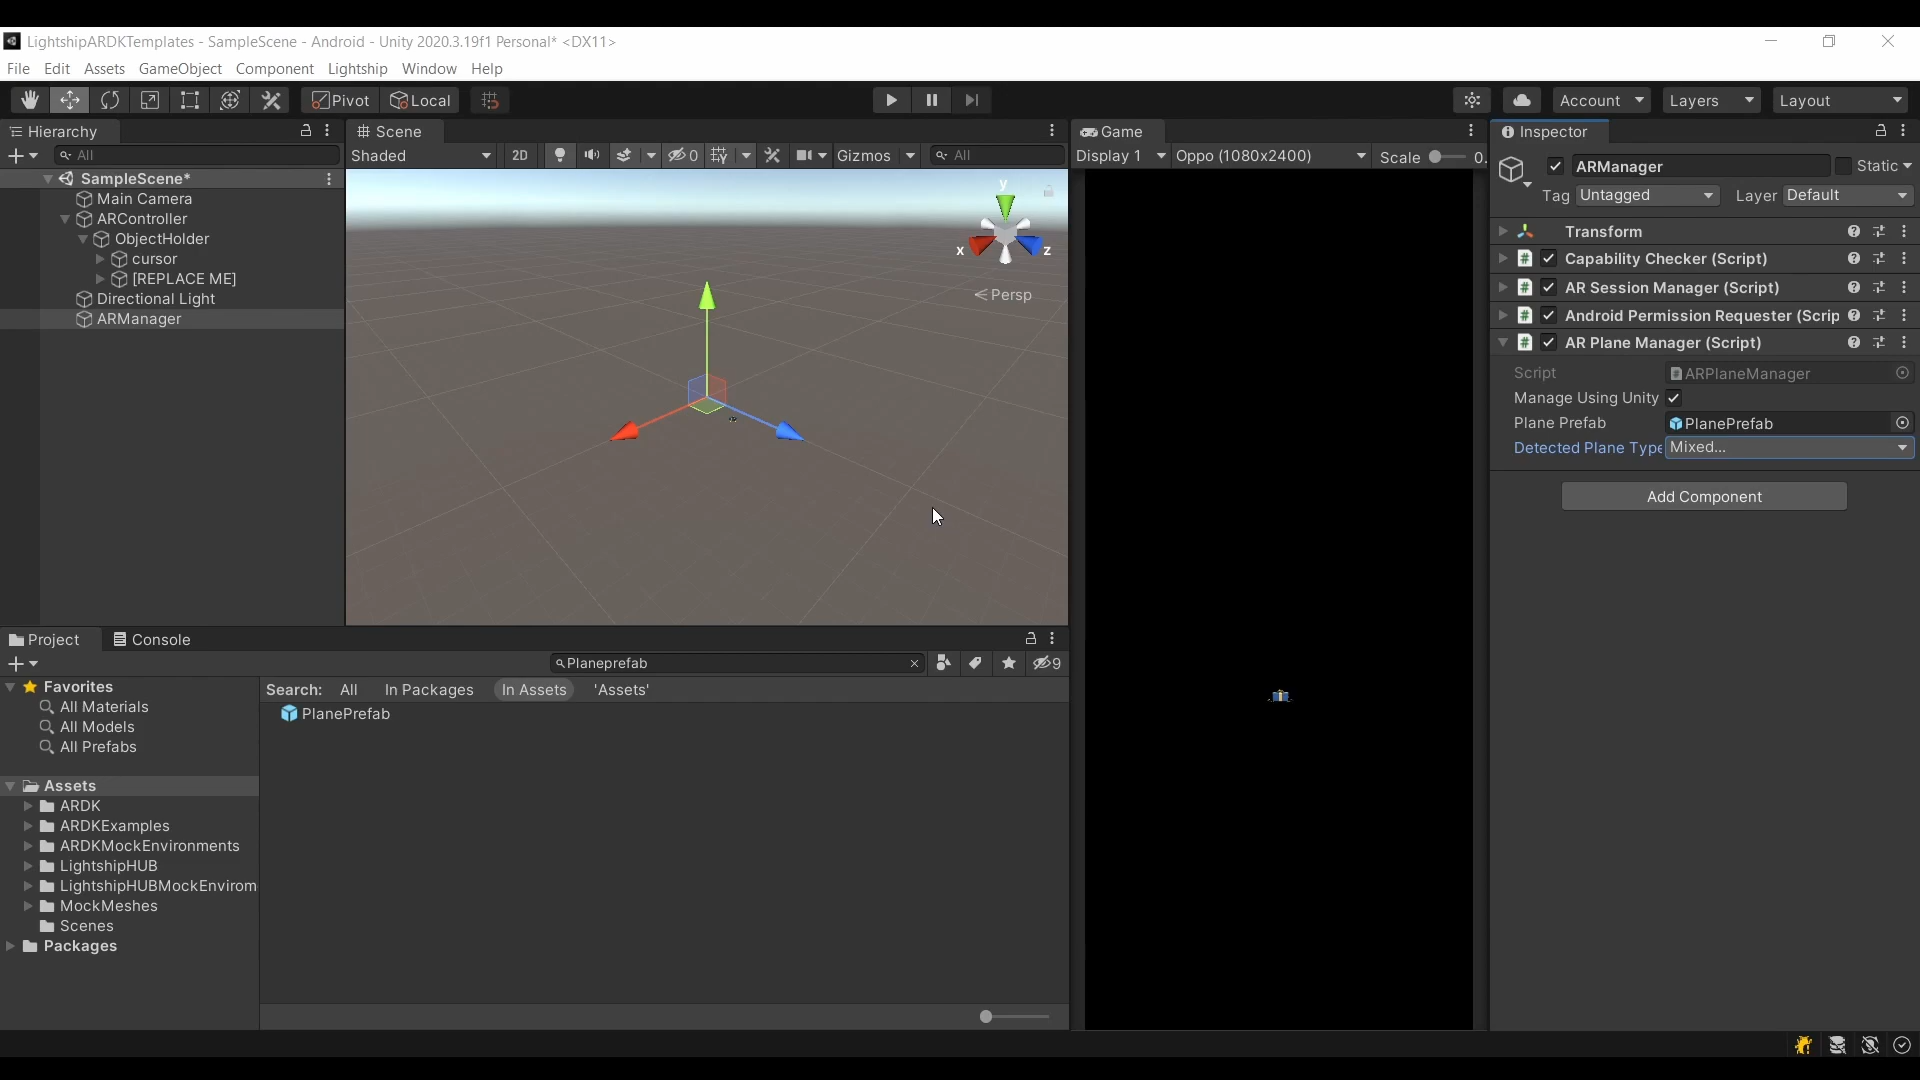 LightshipARDKTemplates - SampleScene - Android - Unity 2020.3.19f1 Personal* <DX11>
File Edit Assets GameObject Component Lightship Window Help
Pivot Local Account Layers Layout
Hierarchy
All
SampleScene*
Main Camera
ARController
ObjectHolder
cursor
[REPLACE ME]
Directional Light
ARManager
Scene
Shaded 2D 0 Gizmos All
y
x z
Persp
Game
Display 1 Oppo (1080x2400) Scale 0.
Inspector
ARManager Static
Tag Untagged Layer Default
Transform
# Capability Checker (Script)
# AR Session Manager (Script)
# Android Permission Requester (Scrip
# AR Plane Manager (Script)
Script # ARPlaneManager
Manage Using Unity
Plane Prefab PlanePrefab
Detected Plane Type Mixed...
Add Component
Project Console
Planeprefab 9
Favorites
All Materials
All Models
All Prefabs
Assets
ARDK
ARDKExamples
ARDKMockEnvironments
LightshipHUB
LightshipHUBMockEnvirom
MockMeshes
Scenes
Packages
Search: All In Packages In Assets 'Assets'
PlanePrefab